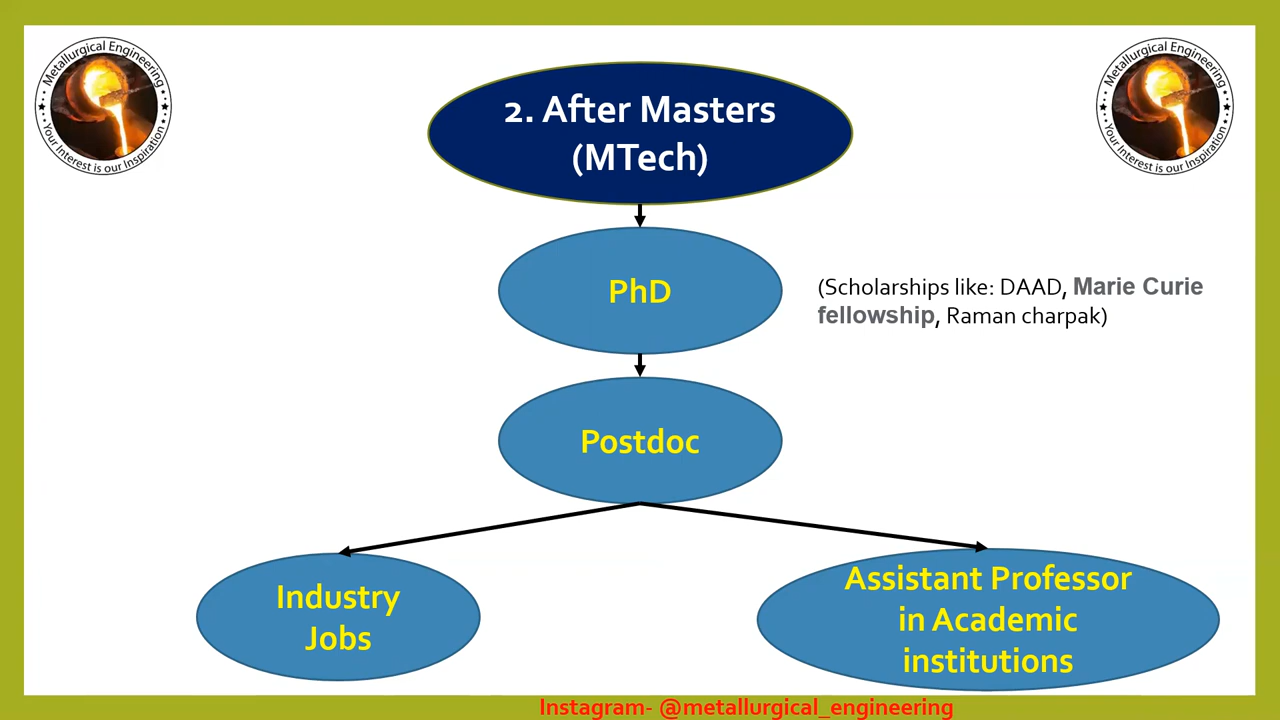 Metallurgical Engineering
Your Interest is our Inspiration
Metallurgical Engineering
Your Interest is our Inspiration
2. After Masters
(MTech)
PhD
(Scholarships like: DAAD, Marie Curie
fellowship, Raman charpak)
Postdoc
Industry
Jobs
Assistant Professor
in Academic
institutions
Instagram- @metallurgical_engineering